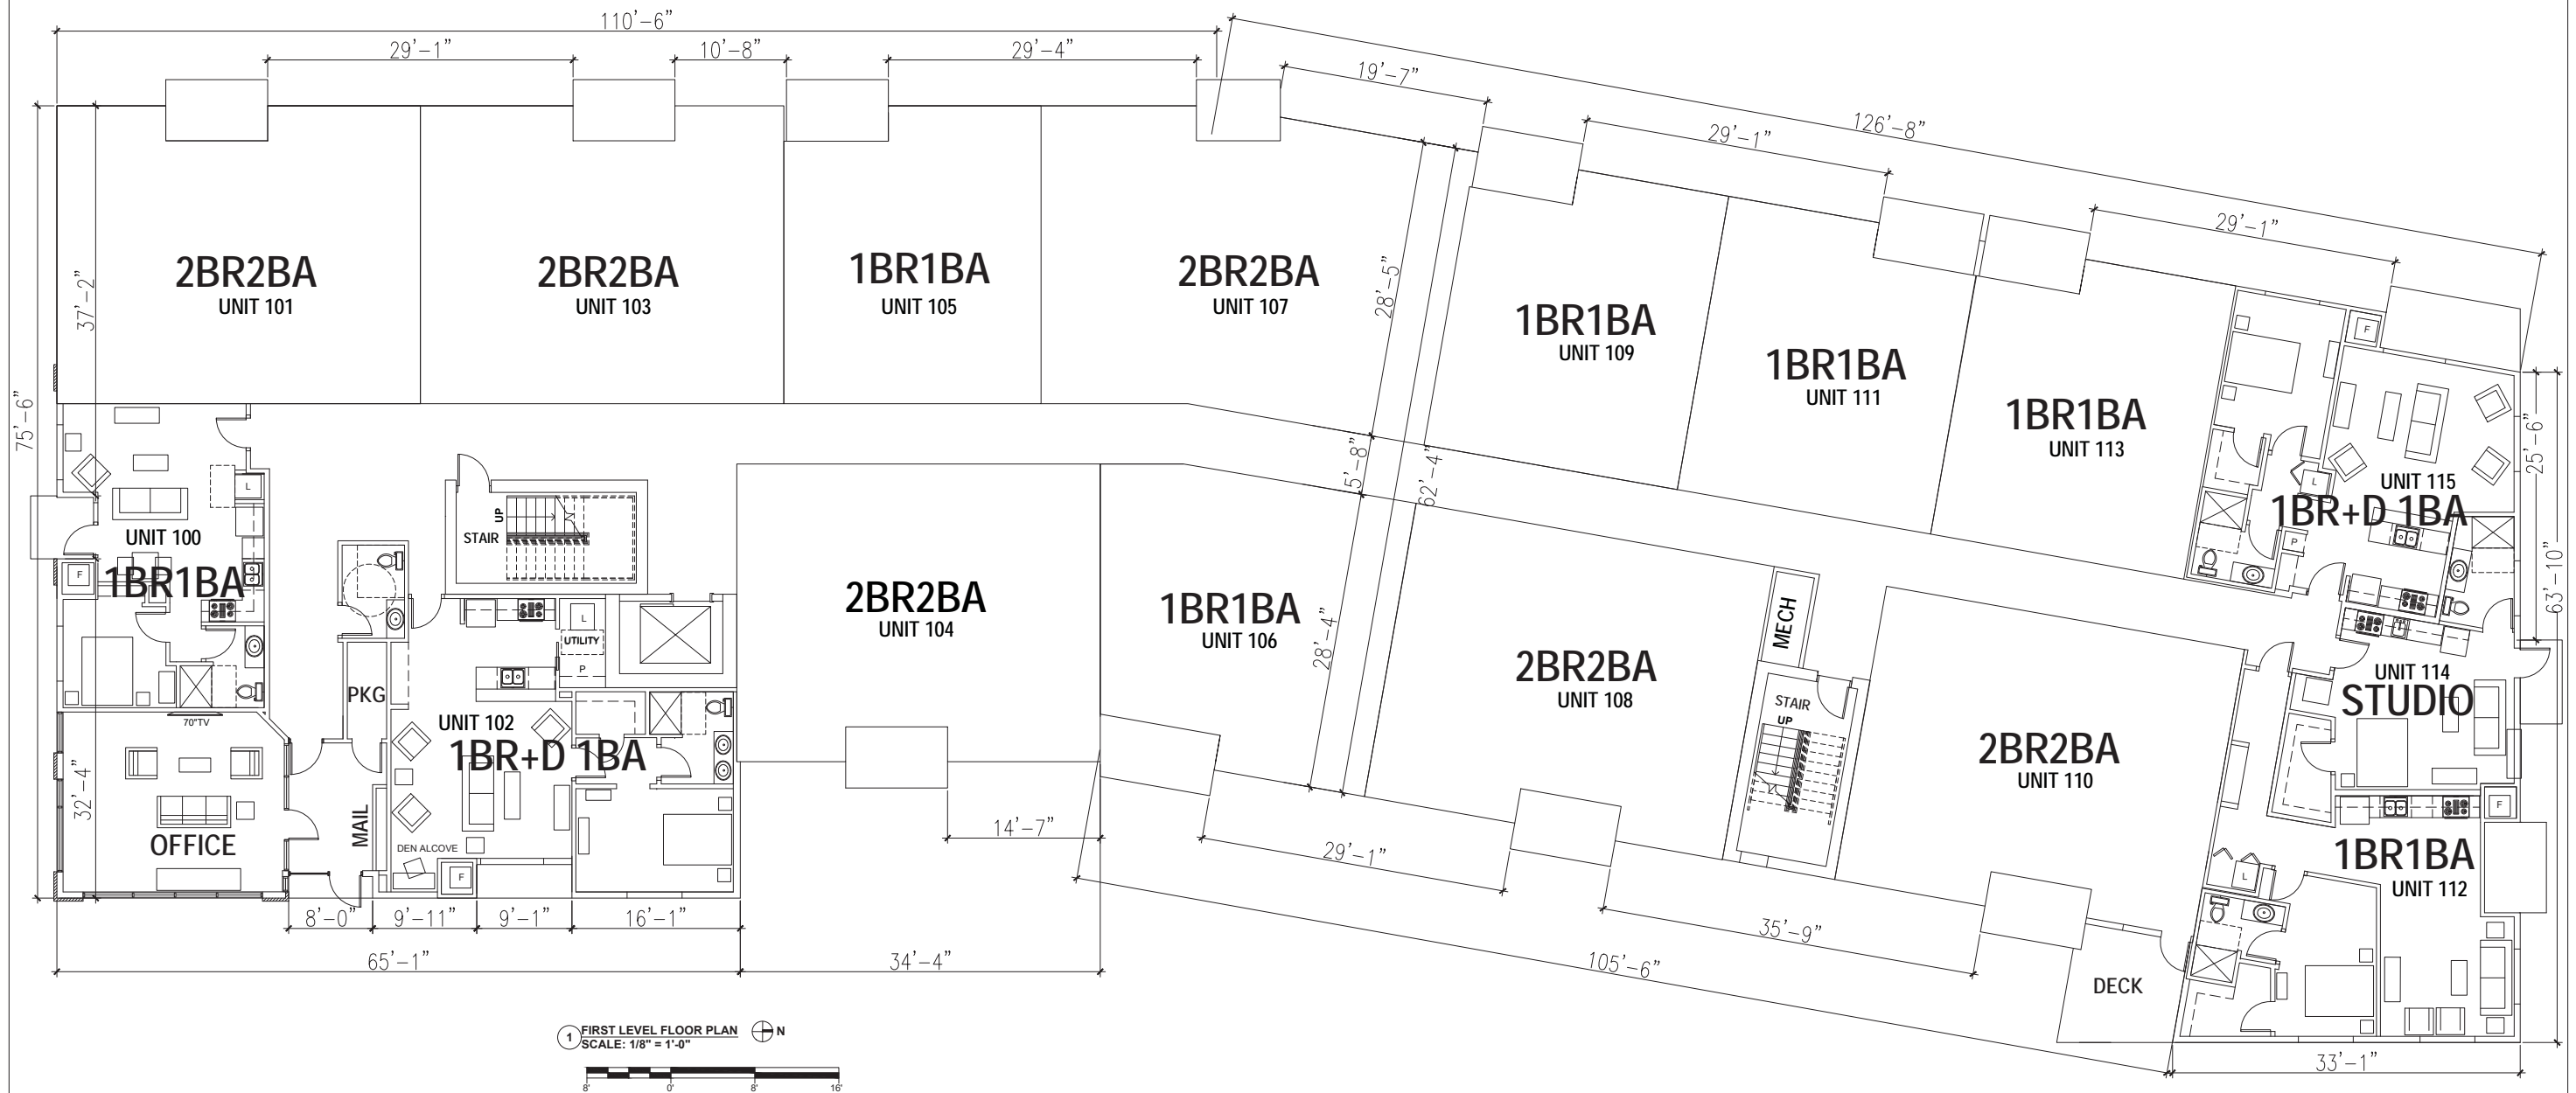 110'-6"
29'-1"
10'-8"
29'-4"
19'-7"
126'-8"
29'-1"
29'-1"
75'-6"
37'-2"
2BR2BA
UNIT 101
2BR2BA
UNIT 103
1BR1BA
UNIT 105
2BR2BA
UNIT 107
28'-5"
1BR1BA
UNIT 109
1BR1BA
UNIT 111
1BR1BA
UNIT 113
F
L
UNIT 115
1BR+D 1BA
P
25'-6"
63'-10"
5'-8"
62'-4"
L
UNIT 100
1BR1BA
F
STAIR
UP
L
UTILITY
P
PKG
UNIT 102
1BR+D 1BA
2BR2BA
UNIT 104
1BR1BA
UNIT 106
28'-4"
2BR2BA
UNIT 108
MECH
STAIR
UP
2BR2BA
UNIT 110
UNIT 114
STUDIO
F
1BR1BA
UNIT 112
L
70"TV
32'-4"
OFFICE
MAIL
DEN ALCOVE
F
14'-7"
29'-1"
35'-9"
DECK
8'-0"
9'-11"
9'-1"
16'-1"
65'-1"
34'-4"
105'-6"
33'-1"
1
FIRST LEVEL FLOOR PLAN
N
SCALE: 1/8" = 1'-0"
8'
0'
8'
16'